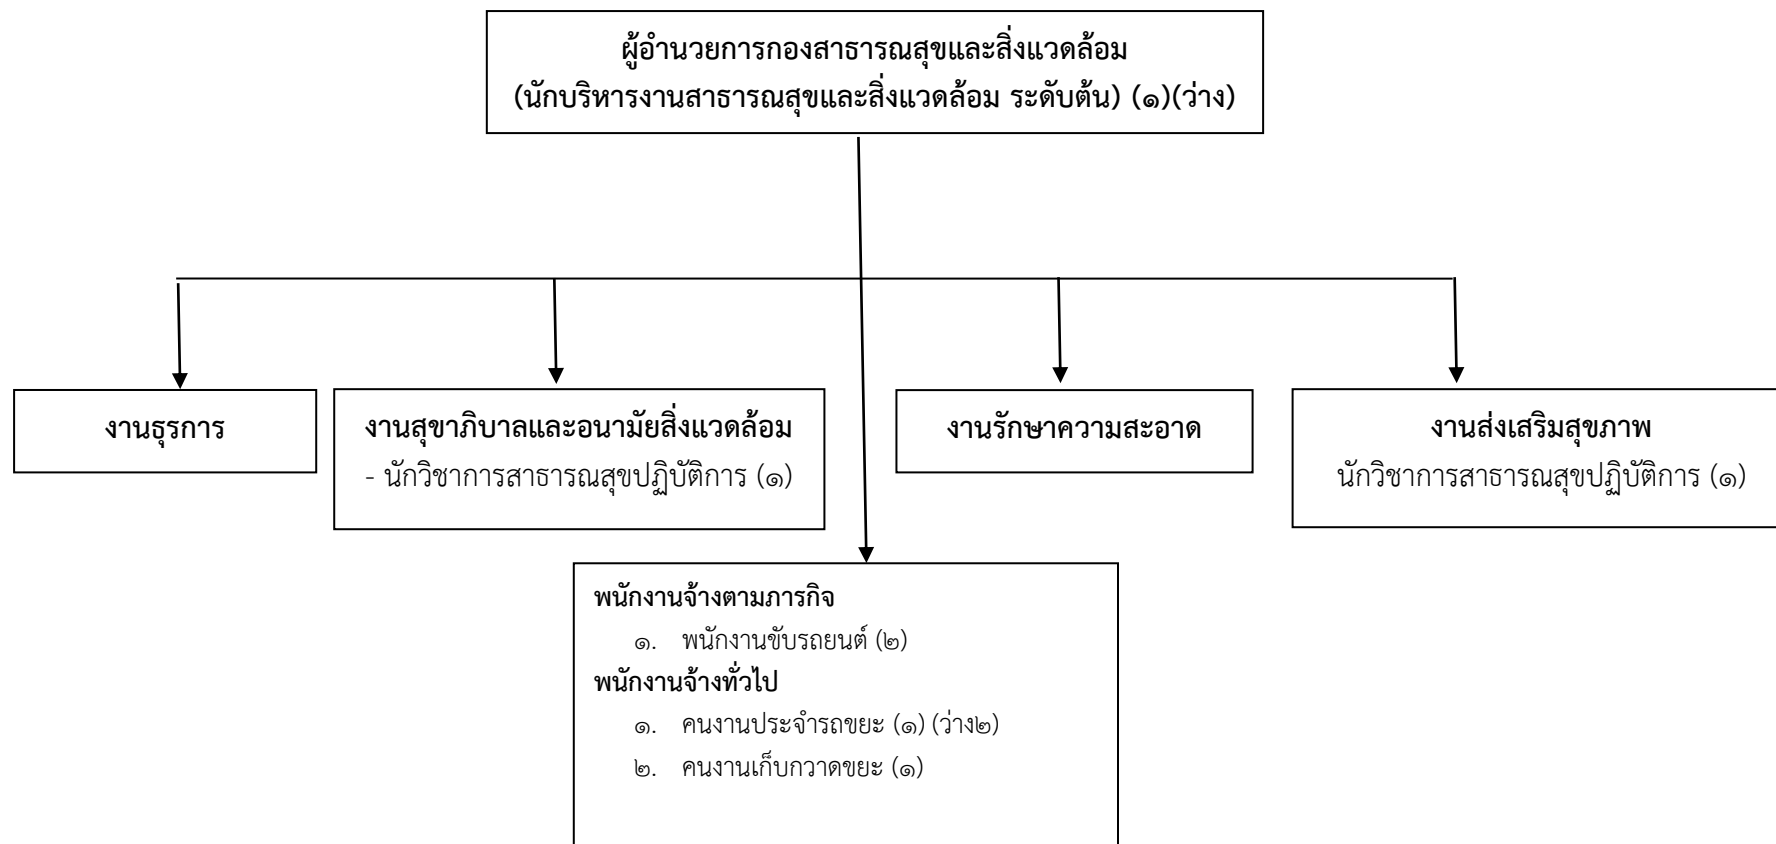 ผู้อำนวยการกองสาธารณสุขและสิ่งแวดล้อม
(นักบริหารงานสาธารณสุขและสิ่งแวดล้อม ระดับต้น) (๑)(ว่าง)
งานธุรการ
งานสุขาภิบาลและอนามัยสิ่งแวดล้อม
- นักวิชาการสาธารณสุขปฏิบัติการ (๑)
งานรักษาความสะอาด
งานส่งเสริมสุขภาพ
นักวิชาการสาธารณสุขปฏิบัติการ (๑)
พนักงานจ้างตามภารกิจ
๑. พนักงานขับรถยนต์ (๒)
พนักงานจ้างทั่วไป
๑. คนงานประจำรถขยะ (๑) (ว่าง๒)
๒. คนงานเก็บกวาดขยะ (๑)